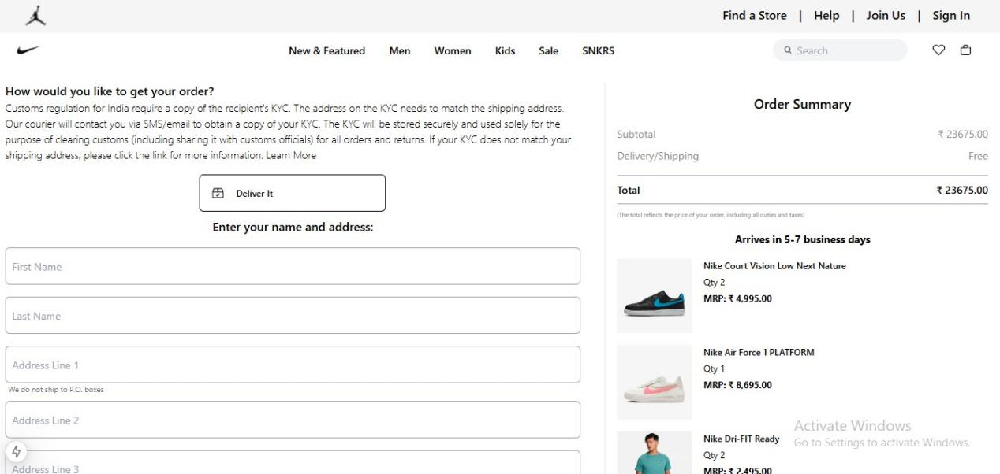 Find a Store | Help | Join Us | Sign In
New & Featured Men Women Kids Sale SNKRS
Search
How would you like to get your order?
Customs regulation for India require a copy of the recipient's KYC. The address on the KYC needs to match the shipping address.
Our courier will contact you via SMS/email to obtain a copy of your KYC. The KYC will be stored securely and used solely for the
purpose of clearing customs (including sharing it with customs officials) for all orders and returns. If your KYC does not match your
shipping address, please click the link for more information. Learn More
Deliver It
Enter your name and address:
First Name
Last Name
Address Line 1
We do not ship to P.O. boxes
Address Line 2
Address Line 3
Order Summary
Subtotal ₹ 23675.00
Delivery/Shipping Free
Total ₹ 23675.00
(The total reflects the price of your order, including all duties and taxes)
Arrives in 5-7 business days
Nike Court Vision Low Next Nature
Qty 2
MRP: ₹ 4,995.00
Nike Air Force 1 PLATFORM
Qty 1
MRP: ₹ 8,695.00
Nike Dri-FIT Ready
Qty 2
MRP: ₹ 2,495.00
Activate Windows
Go to Settings to activate Windows.